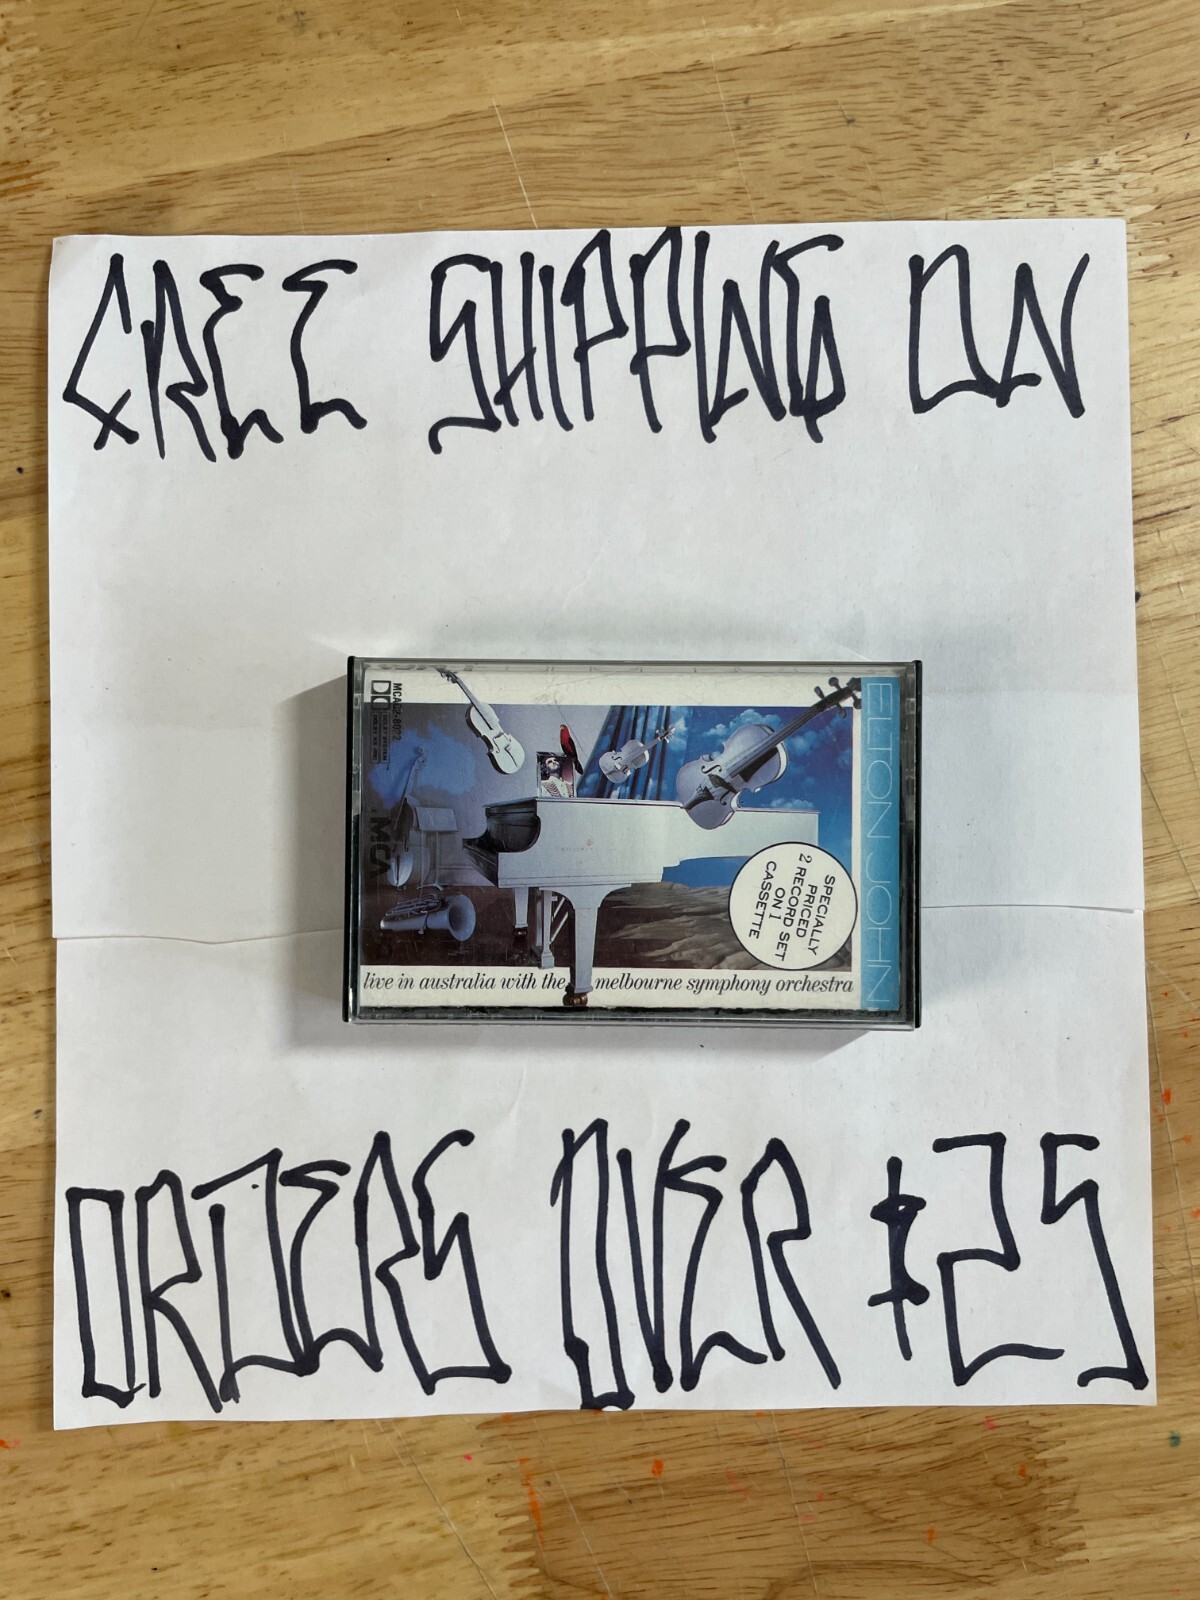 FREE SHIPPING ON
ELTON JOHN
MCA
SPECIALLY
PRICED
2 RECORD SET
ON 1
CASSETTE
live in australia with the melbourne symphony orchestra
ORDERS OVER $25